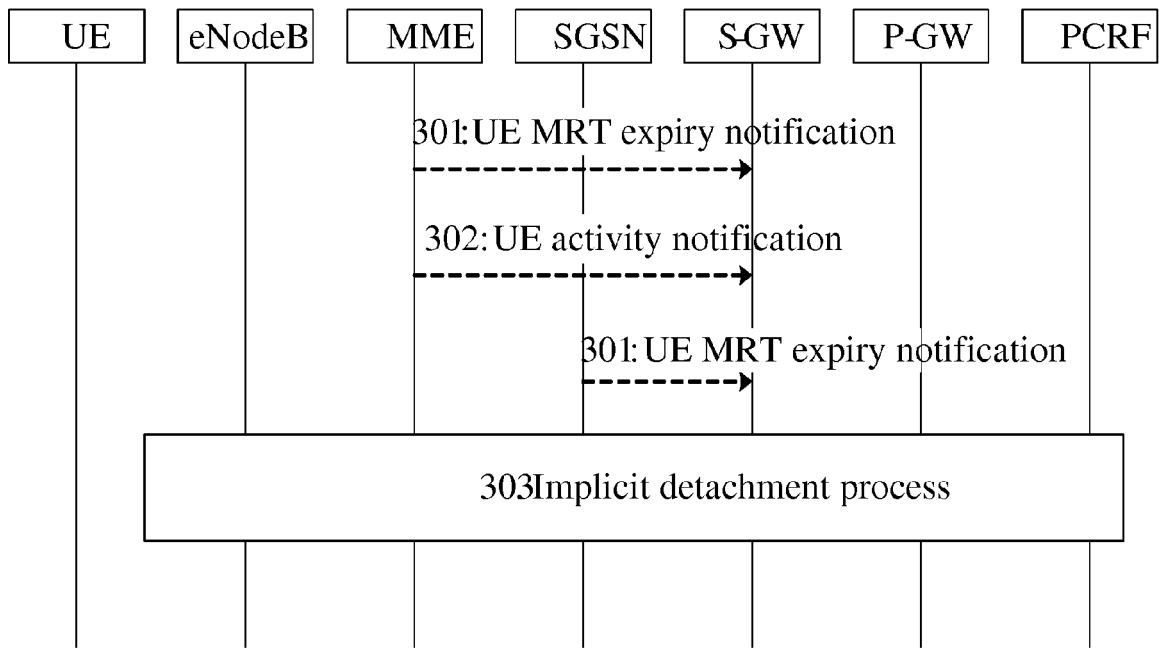 UE eNodeB MME SGSN S-GW P-GW PCRF
301:UE MRT expiry notification
302:UE activity notification
301:UE MRT expiry notification
303Implicit detachment process